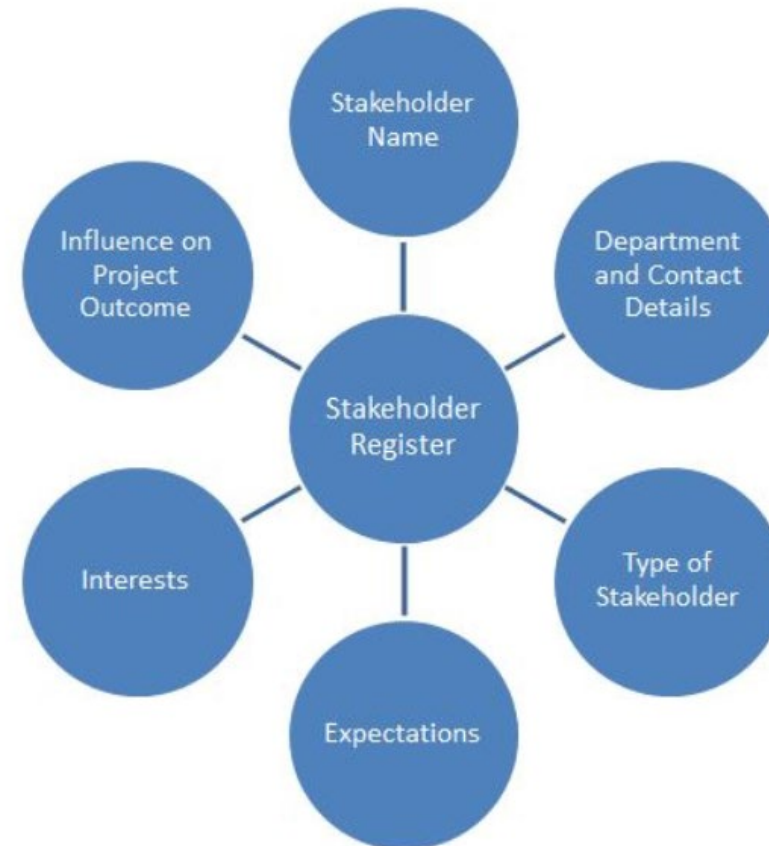 Stakeholder
Name
Influence on
Project
Outcome
Department
and Contact
Details
Stakeholder
Register
Interests
Type of
Stakeholder
Expectations